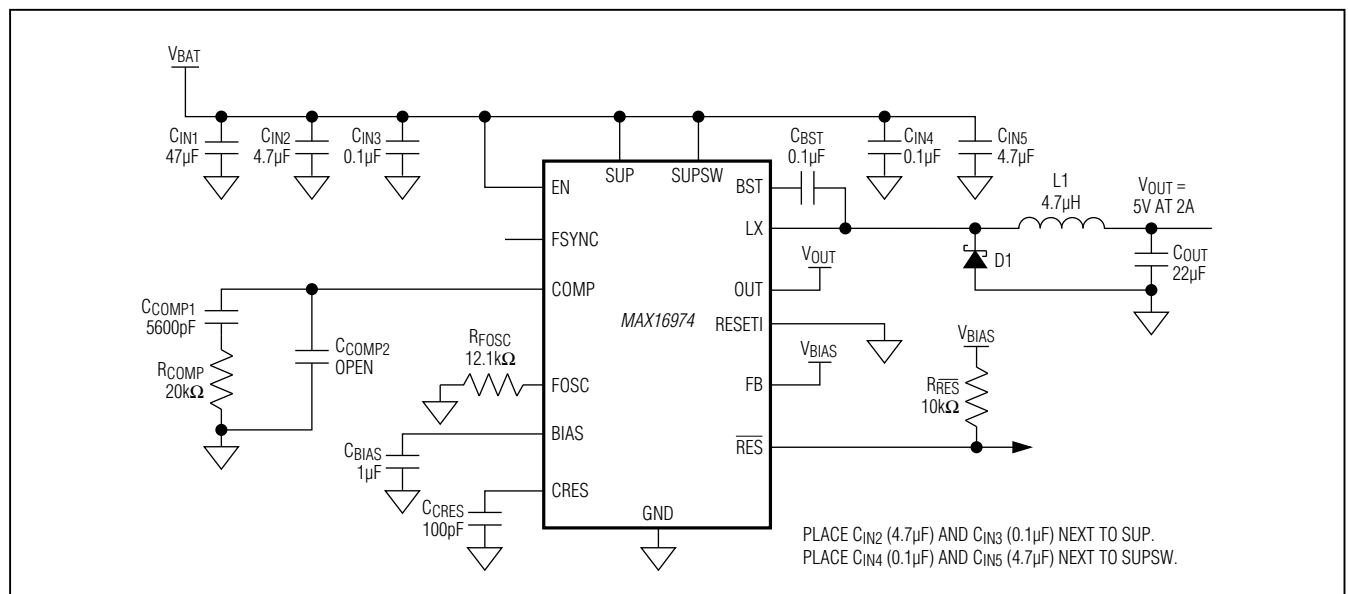 VBAT
CIN1
47µF
CIN2
4.7µF
CIN3
0.1µF
CBST
0.1µF
CIN4
0.1µF
CIN5
4.7µF
SUP
SUPSW
EN
BST
L1
4.7µH
VOUT =
5V AT 2A
LX
FSYNC
D1
COUT
22µF
VOUT
COMP
OUT
CCOMP1
5600pF
MAX16974
RESETI
CCOMP2
OPEN
RFOSC
12.1kΩ
VBIAS
VBIAS
RCOMP
20kΩ
FOSC
FB
RRES
10kΩ
BIAS
RES
CBIAS
1µF
CRES
CCRES
100pF
GND
PLACE CIN2 (4.7µF) AND CIN3 (0.1µF) NEXT TO SUP.
PLACE CIN4 (0.1µF) AND CIN5 (4.7µF) NEXT TO SUPSW.